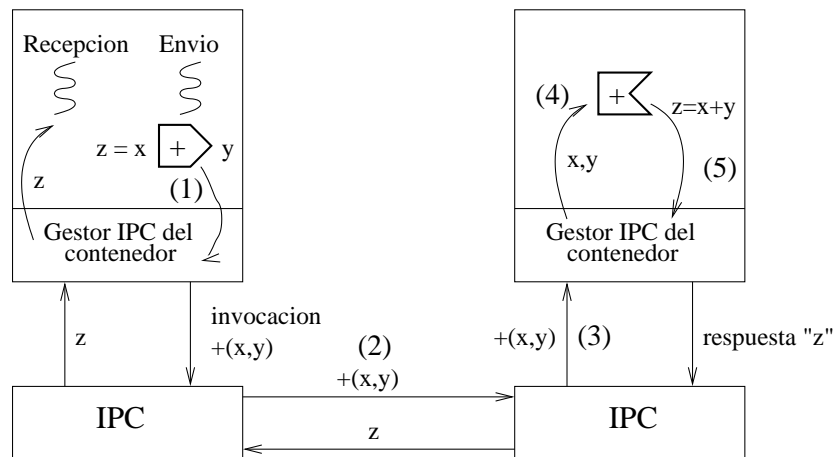 Recepcion
Envio
z = x + y
(1)
z
Gestor IPC del
contenedor
z
invocacion
+(x,y)
IPC
(2)
+(x,y)
z
(4)
+
z=x+y
x,y
(5)
Gestor IPC del
contenedor
+(x,y)
(3)
respuesta "z"
IPC